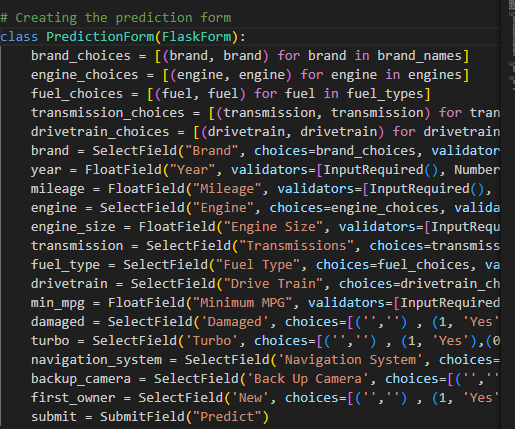 # Creating the prediction form
class PredictionForm(FlaskForm):
    brand_choices = [(brand, brand) for brand in brand_names]
    engine_choices = [(engine, engine) for engine in engines]
    fuel_choices = [(fuel, fuel) for fuel in fuel_types]
    transmission_choices = [(transmission, transmission) for tran
    drivetrain_choices = [(drivetrain, drivetrain) for drivetrain
    brand = SelectField("Brand", choices=brand_choices, validator
    year = FloatField("Year", validators=[InputRequired(), Number
    mileage = FloatField("Mileage", validators=[InputRequired(),
    engine = SelectField("Engine", choices=engine_choices, valida
    engine_size = FloatField("Engine Size", validators=[InputRequ
    transmission = SelectField("Transmissions", choices=transmiss
    fuel_type = SelectField("Fuel Type", choices=fuel_choices, va
    drivetrain = SelectField("Drive Train", choices=drivetrain_ch
    min_mpg = FloatField("Minimum MPG", validators=[InputRequired
    damaged = SelectField('Damaged', choices=[('','') , (1, 'Yes'
    turbo = SelectField('Turbo', choices=[('','') , (1, 'Yes'),(0
    navigation_system = SelectField('Navigation System', choices=
    backup_camera = SelectField('Back Up Camera', choices=[('',''
    first_owner = SelectField('New', choices=[('','') , (1, 'Yes'
    submit = SubmitField("Predict")